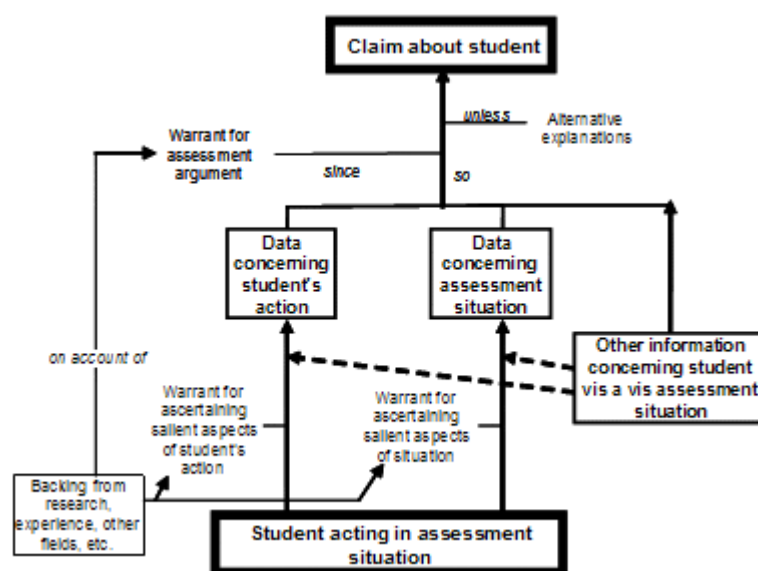 Claim about student
unless
Alternative
explanations
Warrant for
assessment
argument
since
so
Data
concerning
student's
action
Data
concerning
assessment
situation
on account of
Other information
concerning student
vis a vis assessment
situation
Warrant for
ascertaining
salient aspects
of student's
action
Warrant for
ascertaining
salient aspects
of situation
Backing from
research,
experience, other
fields, etc.
Student acting in assessment
situation